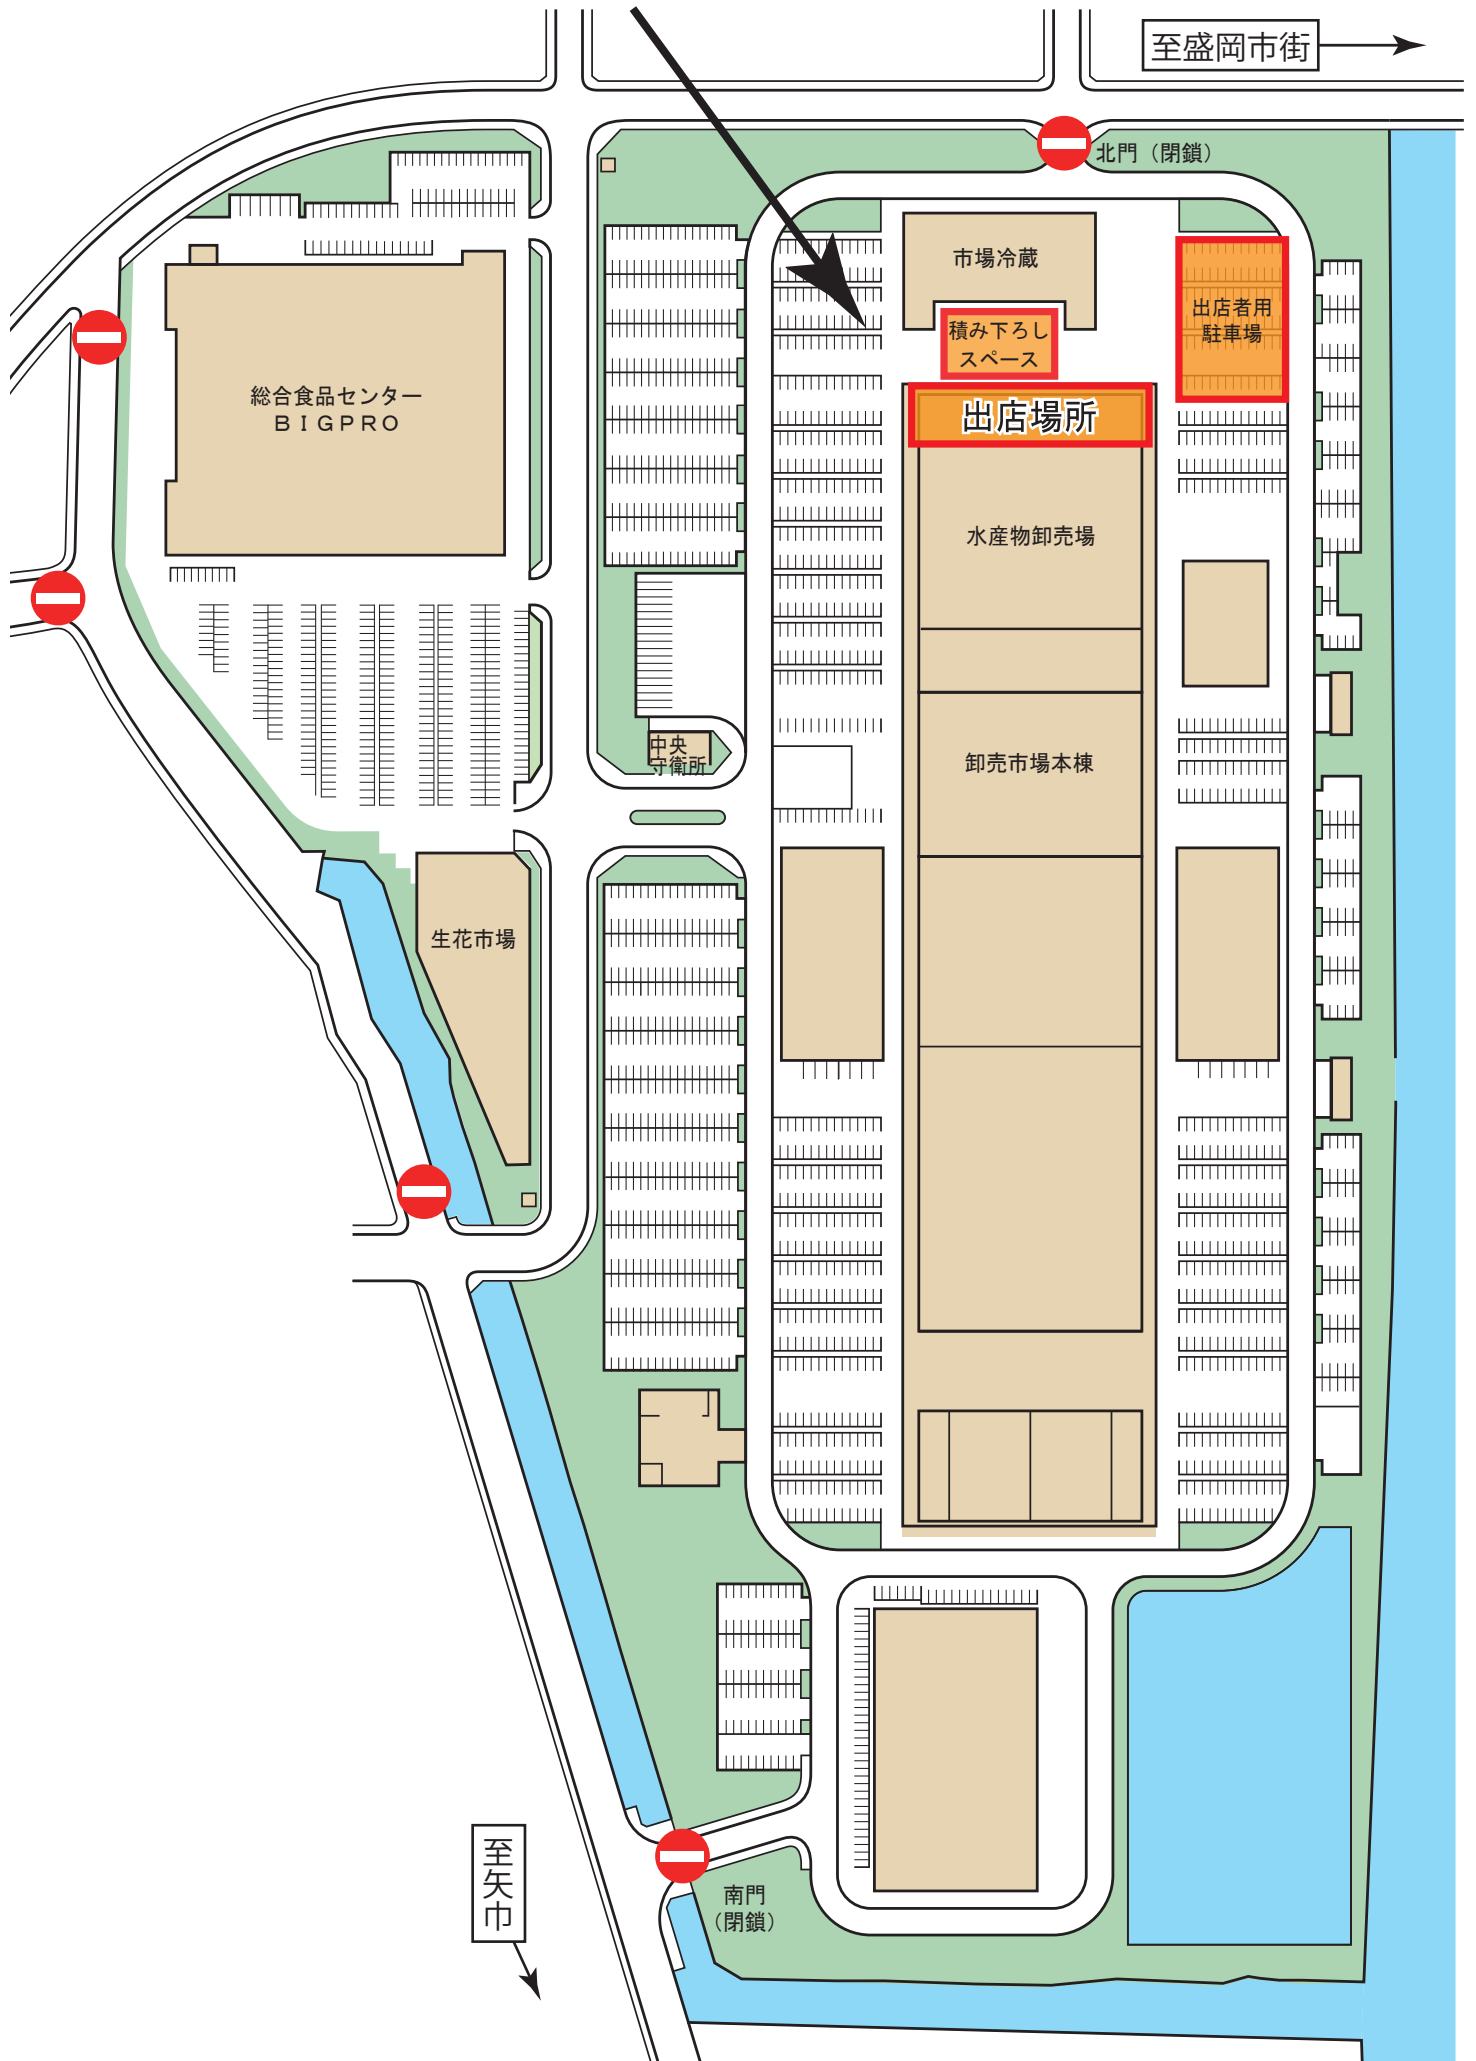 至盛岡市街
北門（閉鎖）
市場冷蔵
出店者用
駐車場
積み下ろし
スペース
出店場所
総合食品センター
ＢＩＧＰＲＯ
水産物卸売場
中央
守衛所
卸売市場本棟
生花市場
至矢巾
南門
（閉鎖）